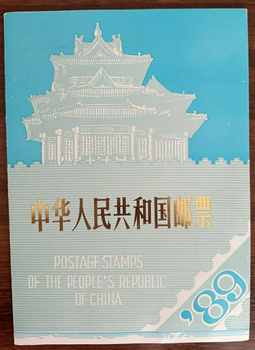 中华人民共和国邮票
POSTAGE STAMPS
OF THE PEOPLE'S REPUBLIC
OF CHINA
'89